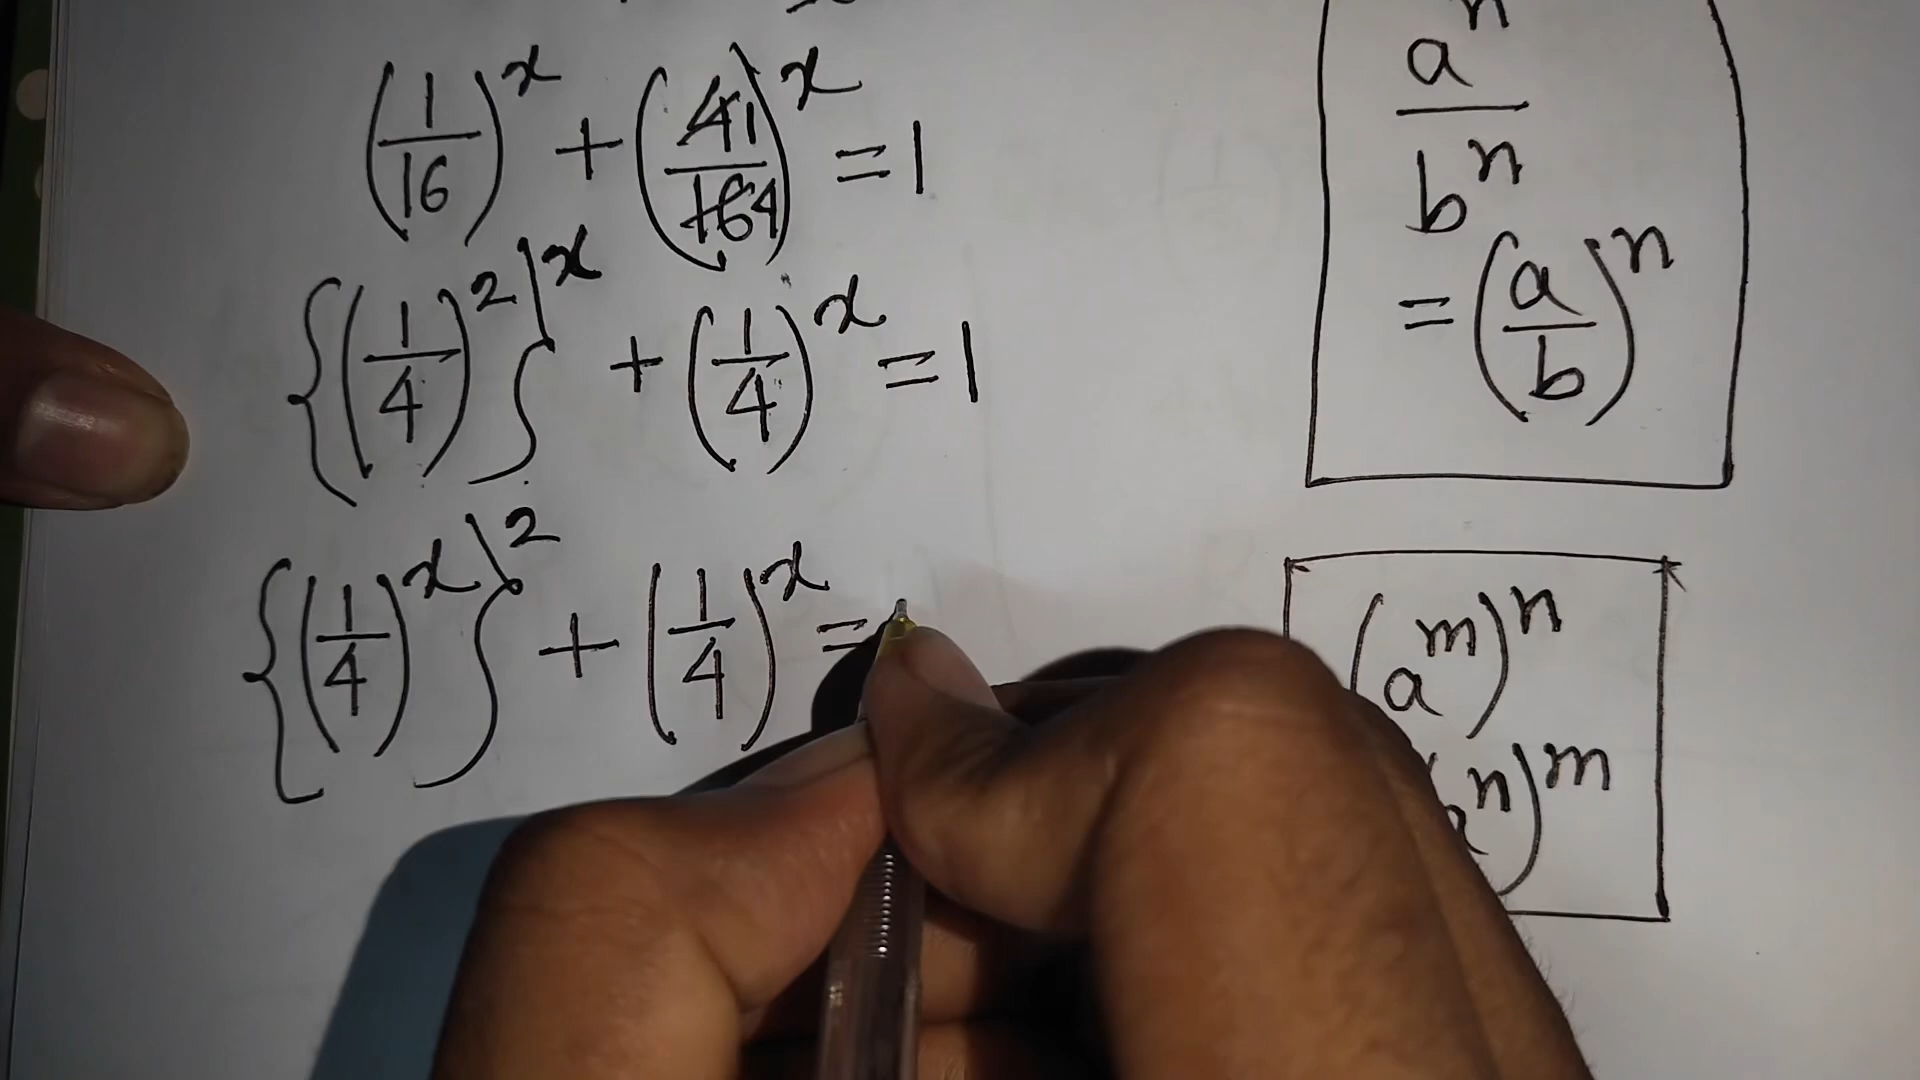 (1/16)^x + (41/164)^x = 1
{(1/4)^2}^x + (1/4)^x = 1
{(1/4)^x}^2 + (1/4)^x =
a^n
b^n
= (a/b)^n
(a^m)^n
^n)^m